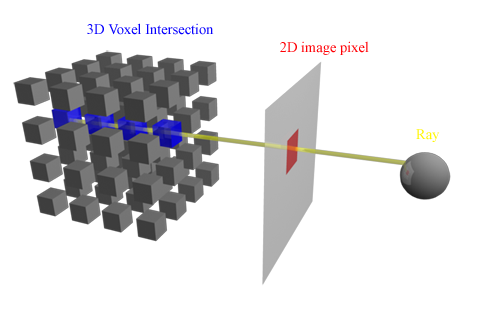 3D Voxel Intersection
2D image pixel
Ray